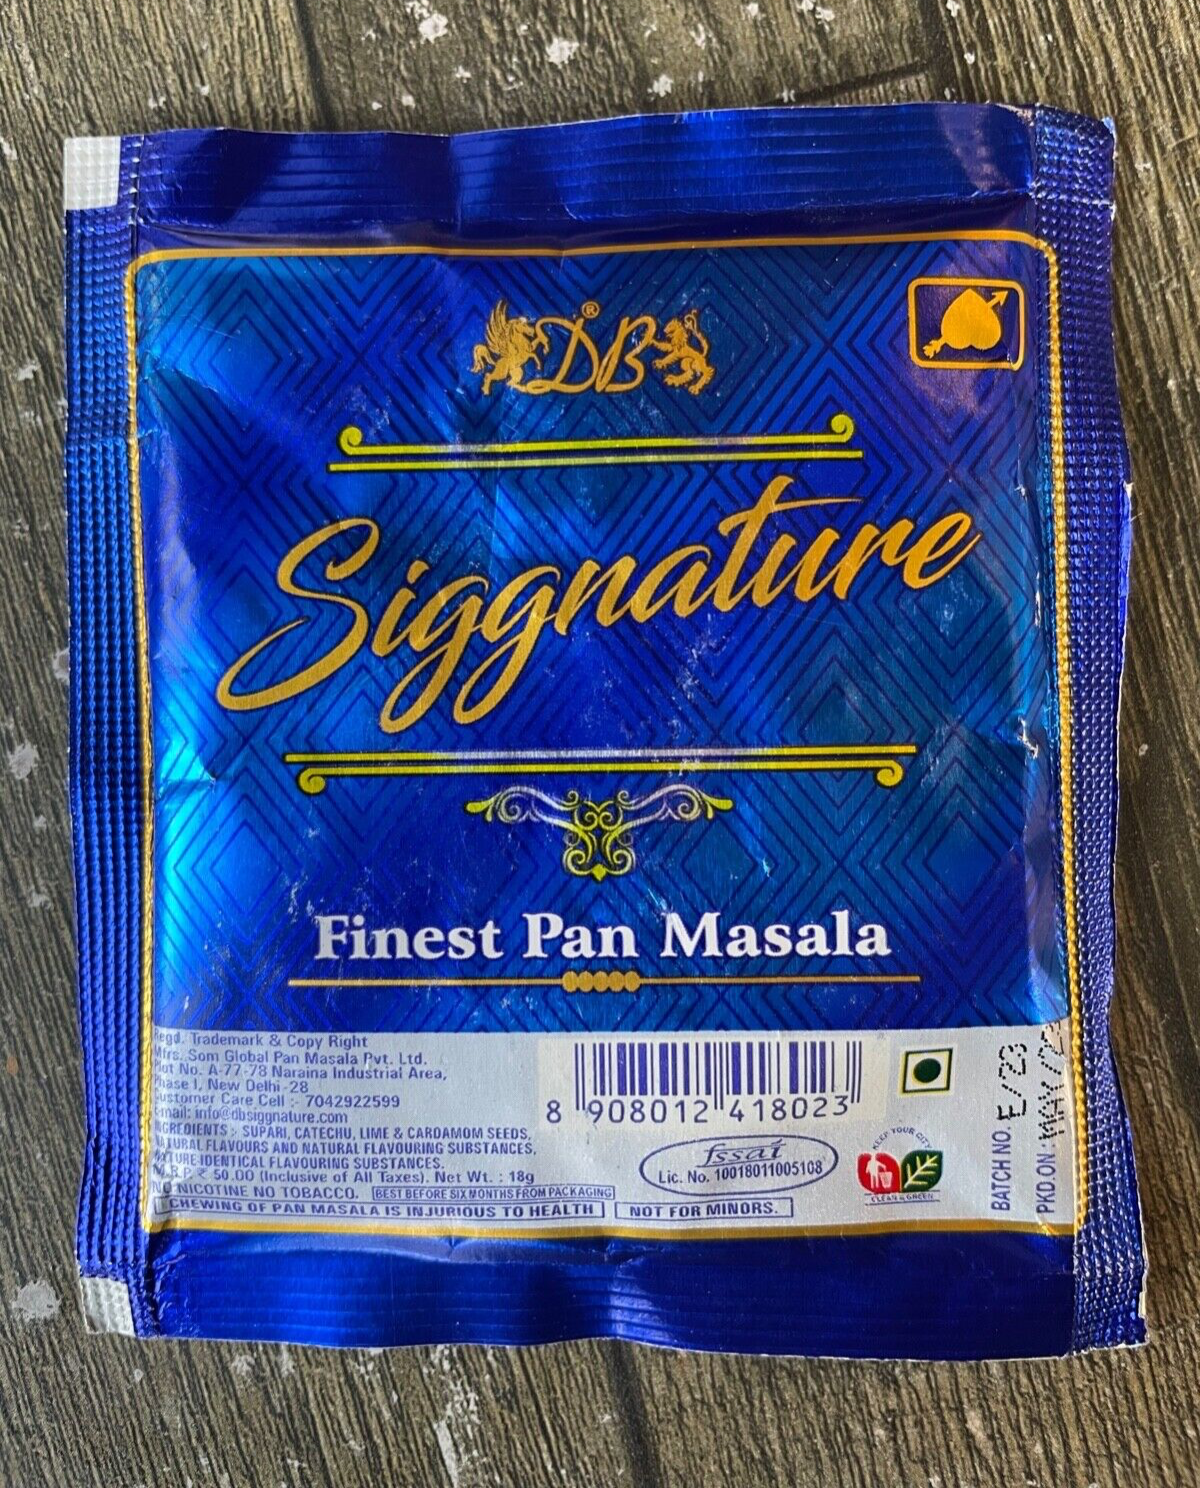 DB®
Siggnature
Finest Pan Masala
Regd. Trademark & Copy Right
Mfrs. Som Global Pan Masala Pvt. Ltd.
Plot No. A-77-78 Naraina Industrial Area,
Phase I, New Delhi -28
Customer Care Cell :- 7042922599
E-mail: info@dbsiggnature.com
INGREDIENTS :- SUPARI, CATECHU, LIME & CARDAMOM SEEDS,
NATURAL FLAVOURS AND NATURAL FLAVOURING SUBSTANCES,
NATURE-IDENTICAL FLAVOURING SUBSTANCES.
M.R.P. ₹ 50.00 (Inclusive of All Taxes). Net Wt. : 18g
NO NICOTINE NO TOBACCO. BEST BEFORE SIX MONTHS FROM PACKAGING
CHEWING OF PAN MASALA IS INJURIOUS TO HEALTH NOT FOR MINORS.
8 908012 418023
fssai
Lic. No. 10018011005108
KEEP YOUR CITY
CLEAN & GREEN
BATCH NO. E/23
PKD.ON · MAY/23